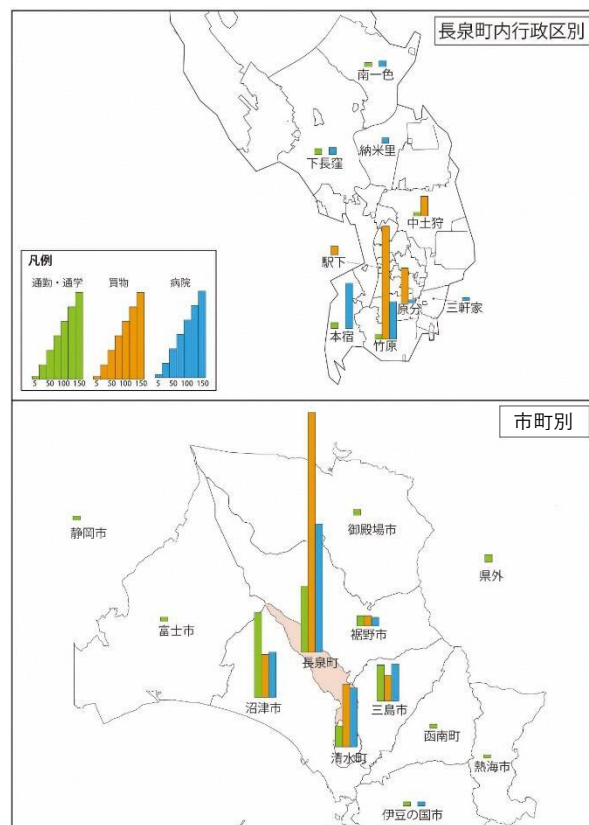 長泉町内行政区別
南一色
納米里
下長窪
中土狩
駅下
原分
三軒家
本宿
竹原
凡例
通勤・通学 買物 病院
5 50 100 150 5 50 100 150 5 50 100 150
市町別
御殿場市
静岡市
県外
富士市
裾野市
長泉町
沼津市
三島市
函南町
清水町
熱海市
伊豆の国市